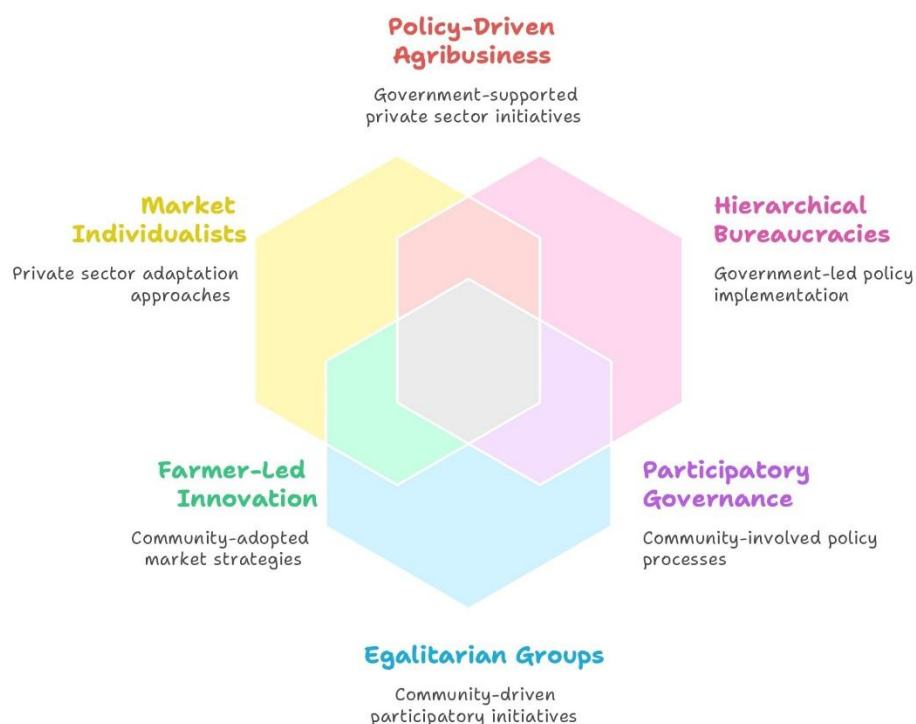 Policy-Driven
Agribusiness
Government-supported
private sector initiatives
Market
Individualists
Private sector adaptation
approaches
Hierarchical
Bureaucracies
Government-led policy
implementation
Farmer-Led
Innovation
Community-adopted
market strategies
Participatory
Governance
Community-involved policy
processes
Egalitarian Groups
Community-driven
participatory initiatives